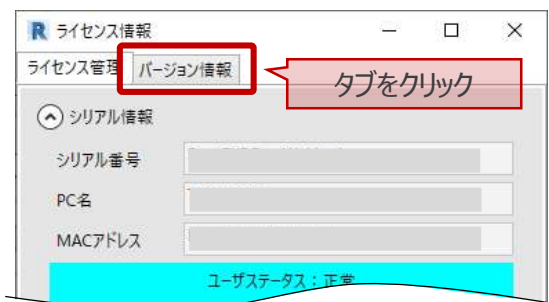 R ライセンス情報
ライセンス管理 バージョン情報
タブをクリック
シリアル情報
シリアル番号
PC名
MACアドレス
ユーザステータス：正常